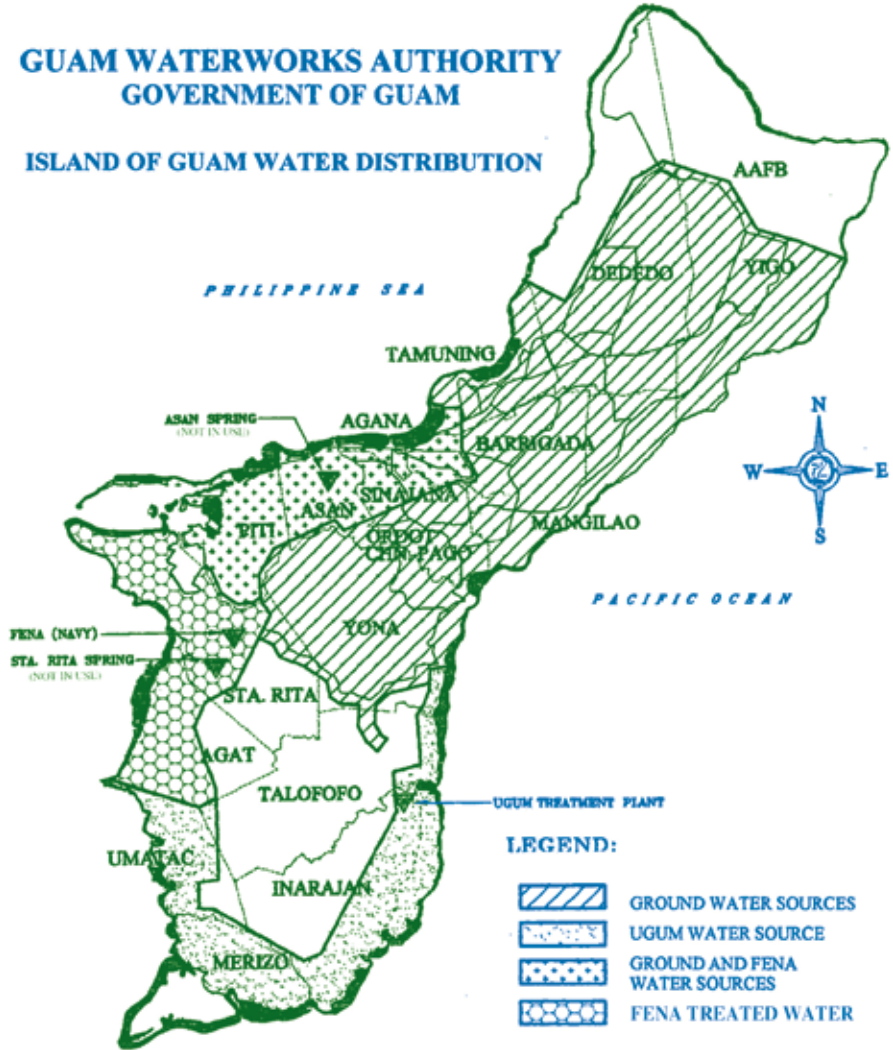 GUAM WATERWORKS AUTHORITY
GOVERNMENT OF GUAM
ISLAND OF GUAM WATER DISTRIBUTION
AAFB
DEDEDO
YIGO
PHILIPPINE SEA
TAMUNING
ASAN SPRING
(NOT IN USE)
AGANA
BARRIGADA
N
W
E
S
SINAJANA
ASAN
PITI
ORDOT
CHN. PAGO
MANGILAO
PACIFIC OCEAN
YONA
FENA (NAVY)
STA. RITA SPRING
(NOT IN USE)
STA. RITA
AGAT
TALOFOFO
UGUM TREATMENT PLANT
UMATAC
INARAJAN
MERIZO
LEGEND:
GROUND WATER SOURCES
UGUM WATER SOURCE
GROUND AND FENA
WATER SOURCES
FENA TREATED WATER